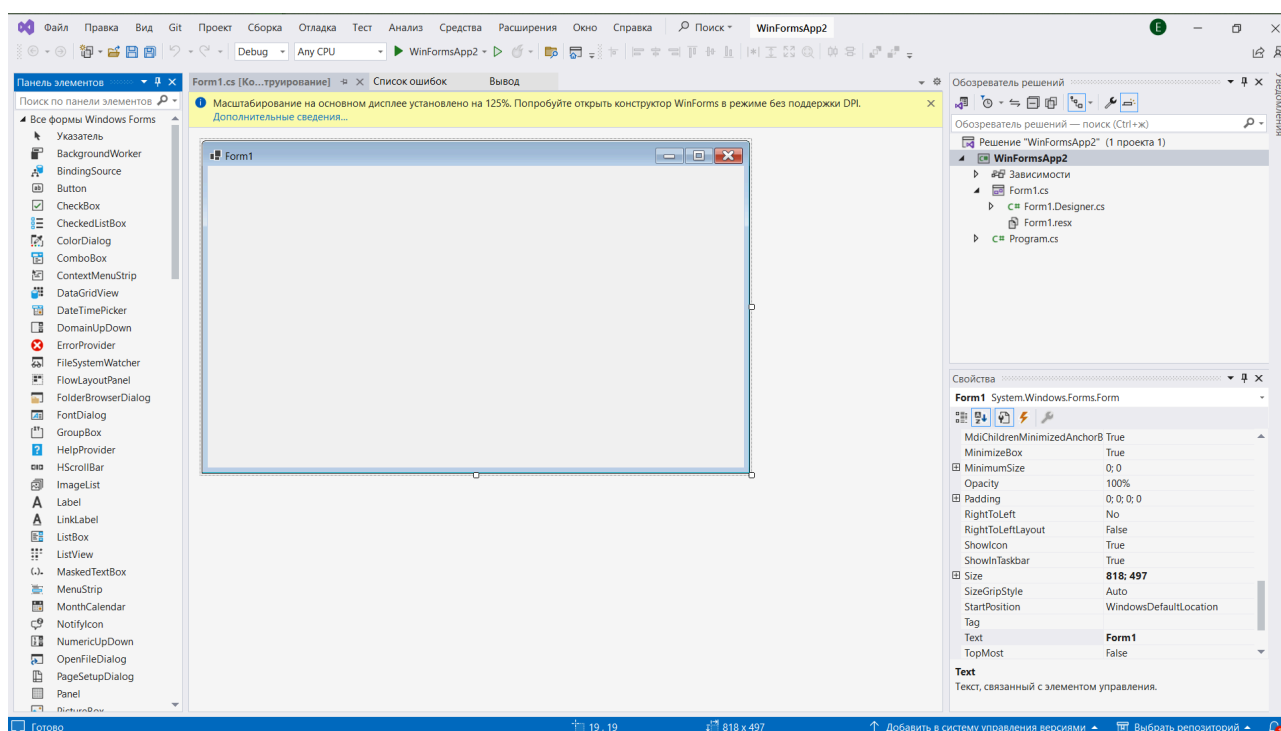 Файл Правка Вид Git Проект Сборка Отладка Тест Анализ Средства Расширения Окно Справка Поиск WinFormsApp2 E
Debug Any CPU WinFormsApp2
Панель элементов
Поиск по панели элементов
Все формы Windows Forms
Указатель
BackgroundWorker
BindingSource
Button
CheckBox
CheckedListBox
ColorDialog
ComboBox
ContextMenuStrip
DataGridView
DateTimePicker
DomainUpDown
ErrorProvider
FileSystemWatcher
FlowLayoutPanel
FolderBrowserDialog
FontDialog
GroupBox
HelpProvider
HScrollBar
ImageList
Label
LinkLabel
ListBox
ListView
MaskedTextBox
MenuStrip
MonthCalendar
NotifyIcon
NumericUpDown
OpenFileDialog
PageSetupDialog
Panel
PictureBox
Form1.cs [Ко...труирование] Список ошибок Вывод
Масштабирование на основном дисплее установлено на 125%. Попробуйте открыть конструктор WinForms в режиме без поддержки DPI.
Дополнительные сведения...
Form1
Обозреватель решений
Обозреватель решений — поиск (Ctrl+ж)
Решение "WinFormsApp2" (1 проекта 1)
WinFormsApp2
Зависимости
Form1.cs
C# Form1.Designer.cs
Form1.resx
C# Program.cs
Уведомления
Свойства
Form1 System.Windows.Forms.Form
MdiChildrenMinimizedAnchorB True
MinimizeBox True
MinimumSize 0; 0
Opacity 100%
Padding 0; 0; 0; 0
RightToLeft No
RightToLeftLayout False
ShowIcon True
ShowInTaskbar True
Size 818; 497
SizeGripStyle Auto
StartPosition WindowsDefaultLocation
Tag
Text Form1
TopMost False
Text
Текст, связанный с элементом управления.
Готово 19 , 19 818 x 497 Добавить в систему управления версиями Выбрать репозиторий